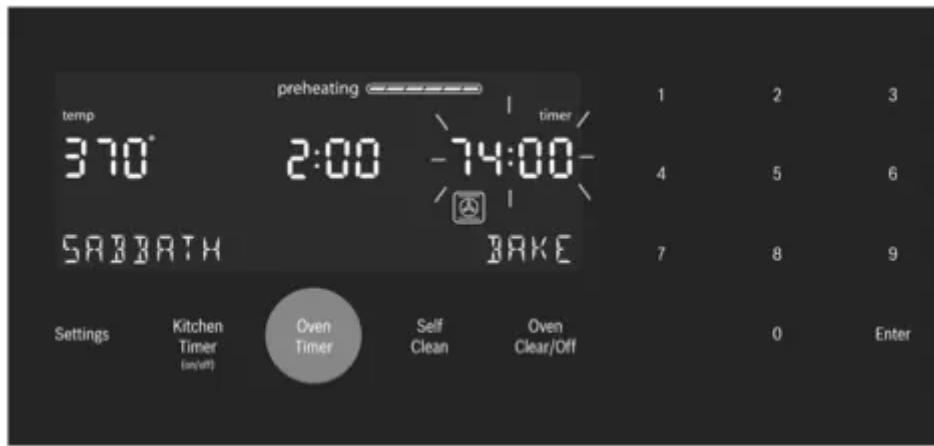 preheating
temp
timer
370°
2:00
74:00
SABBATH
BAKE
1 2 3
4 5 6
7 8 9
0 Enter
Settings
Kitchen
Timer
(on/off)
Oven
Timer
Self
Clean
Oven
Clear/Off